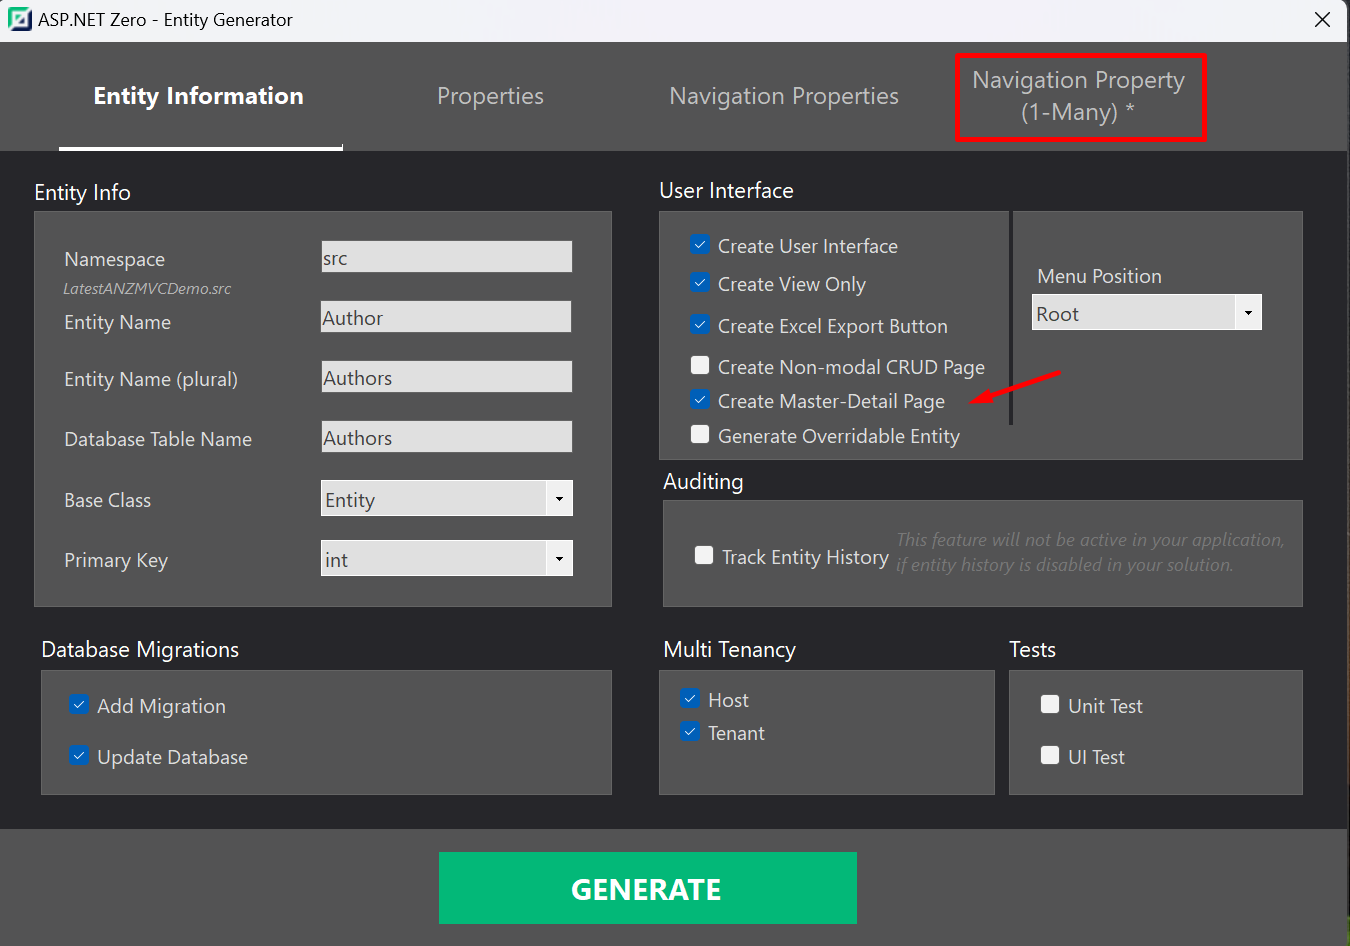 ASP.NET Zero - Entity Generator
Entity Information
Properties
Navigation Properties
Navigation Property
(1-Many) *
Entity Info
Namespace
src
LatestANZMVCDemo.src
Entity Name
Author
Entity Name (plural)
Authors
Database Table Name
Authors
Base Class
Entity
Primary Key
int
User Interface
Create User Interface
Create View Only
Create Excel Export Button
Create Non-modal CRUD Page
Create Master-Detail Page
Generate Overridable Entity
Menu Position
Root
Auditing
Track Entity History
This feature will not be active in your application,
if entity history is disabled in your solution.
Database Migrations
Add Migration
Update Database
Multi Tenancy
Host
Tenant
Tests
Unit Test
UI Test
GENERATE